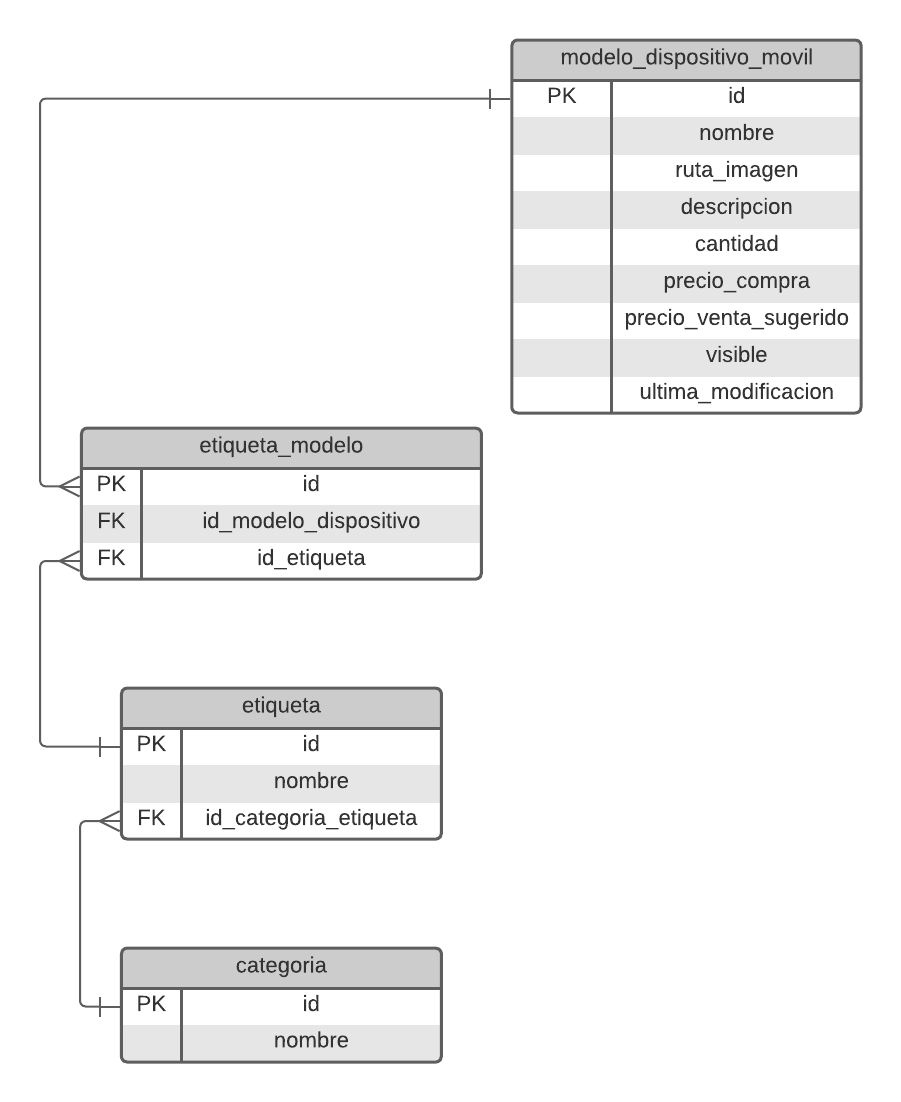 modelo_dispositivo_movil
PK id
nombre
ruta_imagen
descripcion
cantidad
precio_compra
precio_venta_sugerido
visible
ultima_modificacion
etiqueta_modelo
PK id
FK id_modelo_dispositivo
FK id_etiqueta
etiqueta
PK id
nombre
FK id_categoria_etiqueta
categoria
PK id
nombre